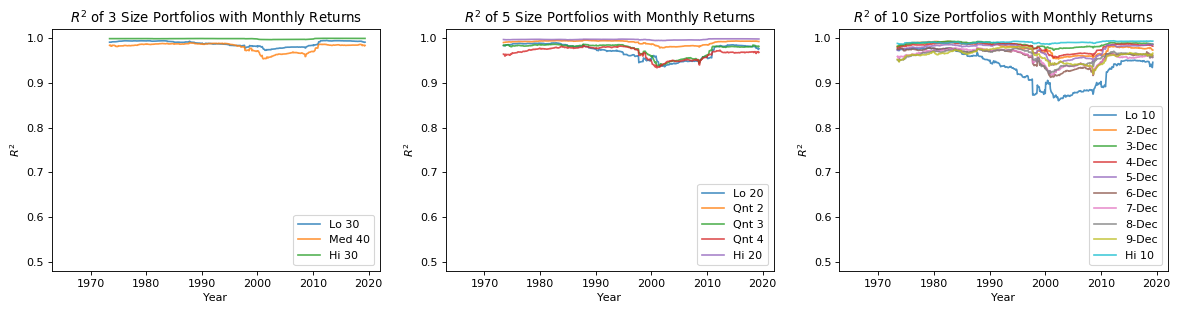 R² of 3 Size Portfolios with Monthly Returns
1.0
0.9
0.8
0.7
0.6
0.5
R²
1970 1980 1990 2000 2010 2020
Year
Lo 30
Med 40
Hi 30
R² of 5 Size Portfolios with Monthly Returns
1.0
0.9
0.8
0.7
0.6
0.5
R²
1970 1980 1990 2000 2010 2020
Year
Lo 20
Qnt 2
Qnt 3
Qnt 4
Hi 20
R² of 10 Size Portfolios with Monthly Returns
1.0
0.9
0.8
0.7
0.6
0.5
R²
1970 1980 1990 2000 2010 2020
Year
Lo 10
2-Dec
3-Dec
4-Dec
5-Dec
6-Dec
7-Dec
8-Dec
9-Dec
Hi 10